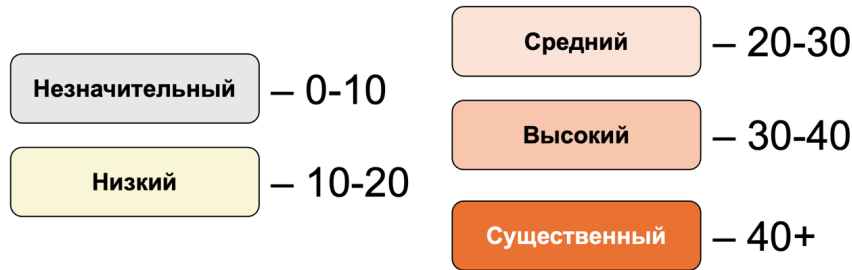 Незначительный – 0-10
Низкий – 10-20
Средний – 20-30
Высокий – 30-40
Существенный – 40+